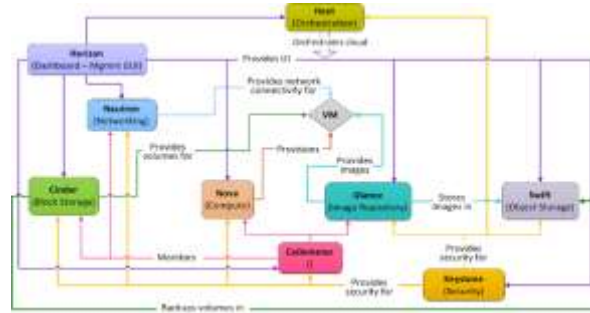 Heat
(Orchestration)
Orchestrates cloud
Horizon
(Dashboard – Mgmnt GUI)
Provides UI
Provides network
connectivity for
Neutron
(Networking)
VM
Provides
volumes for
Provisions
Provides
images
Cinder
(Block Storage)
Nova
(Compute)
Glance
(Image Repository)
Stores
images in
Swift
(Object Storage)
Monitors
Ceilometer
()
Provides
security for
Provides
security for
Keystone
(Security)
Backups volumes in